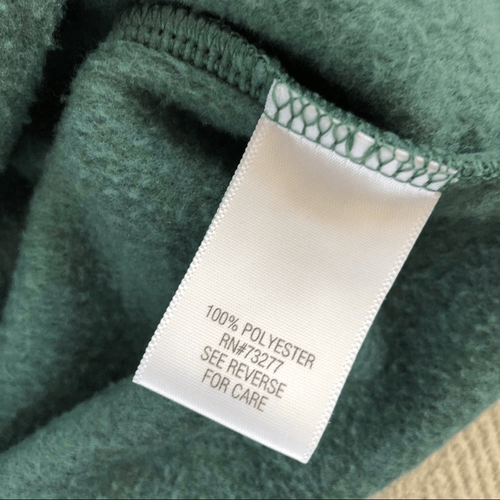 100% POLYESTER
RN#73277
SEE REVERSE
FOR CARE